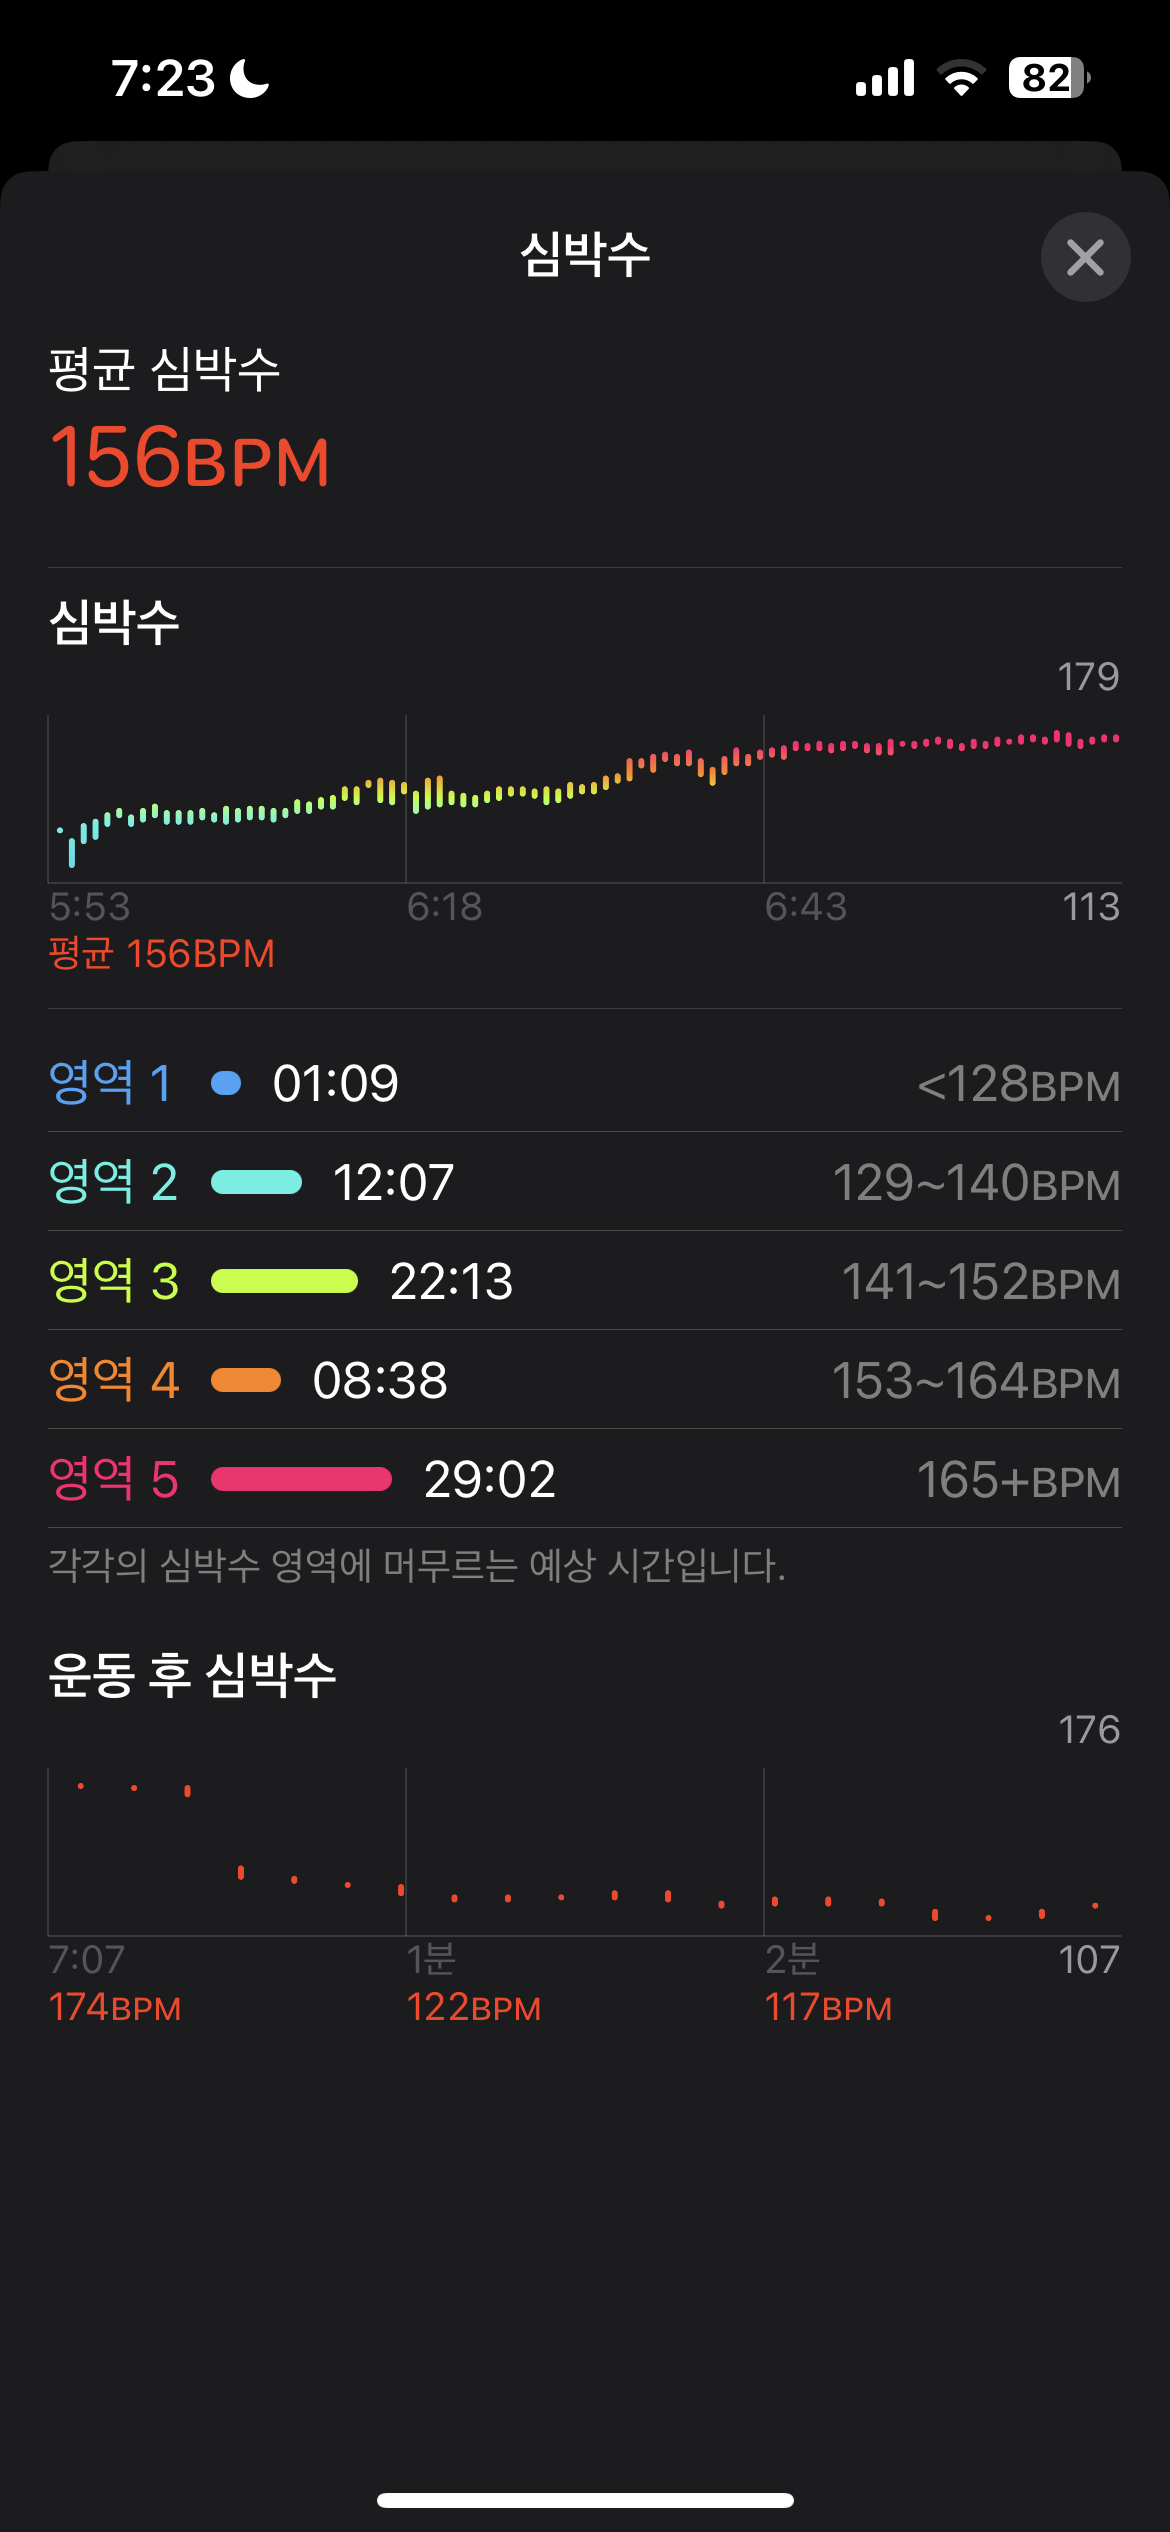 7:23
82
심박수
평균 심박수
156BPM
심박수
179
5:53 6:18 6:43 113
평균 156BPM
영역 1 01:09 <128BPM
영역 2 12:07 129~140BPM
영역 3 22:13 141~152BPM
영역 4 08:38 153~164BPM
영역 5 29:02 165+BPM
각각의 심박수 영역에 머무르는 예상 시간입니다.
운동 후 심박수
176
7:07 1분 2분 107
174BPM 122BPM 117BPM